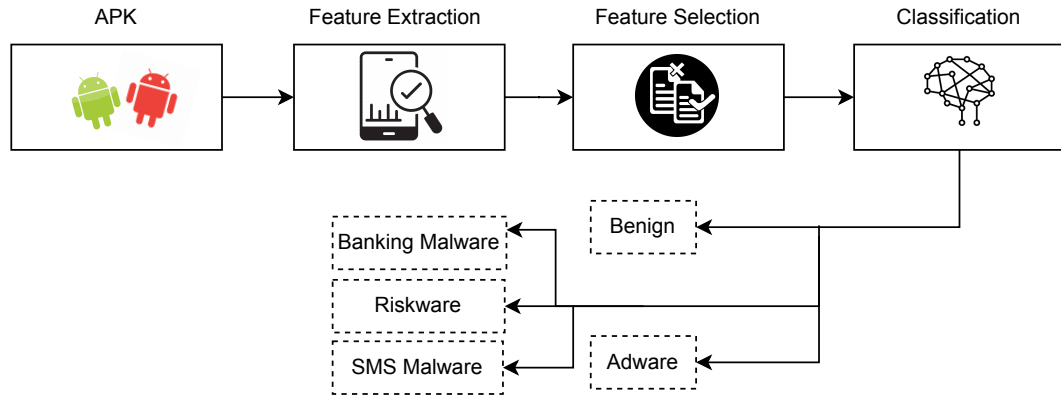 APK
Feature Extraction
Feature Selection
Classification
Benign
Banking Malware
Riskware
SMS Malware
Adware